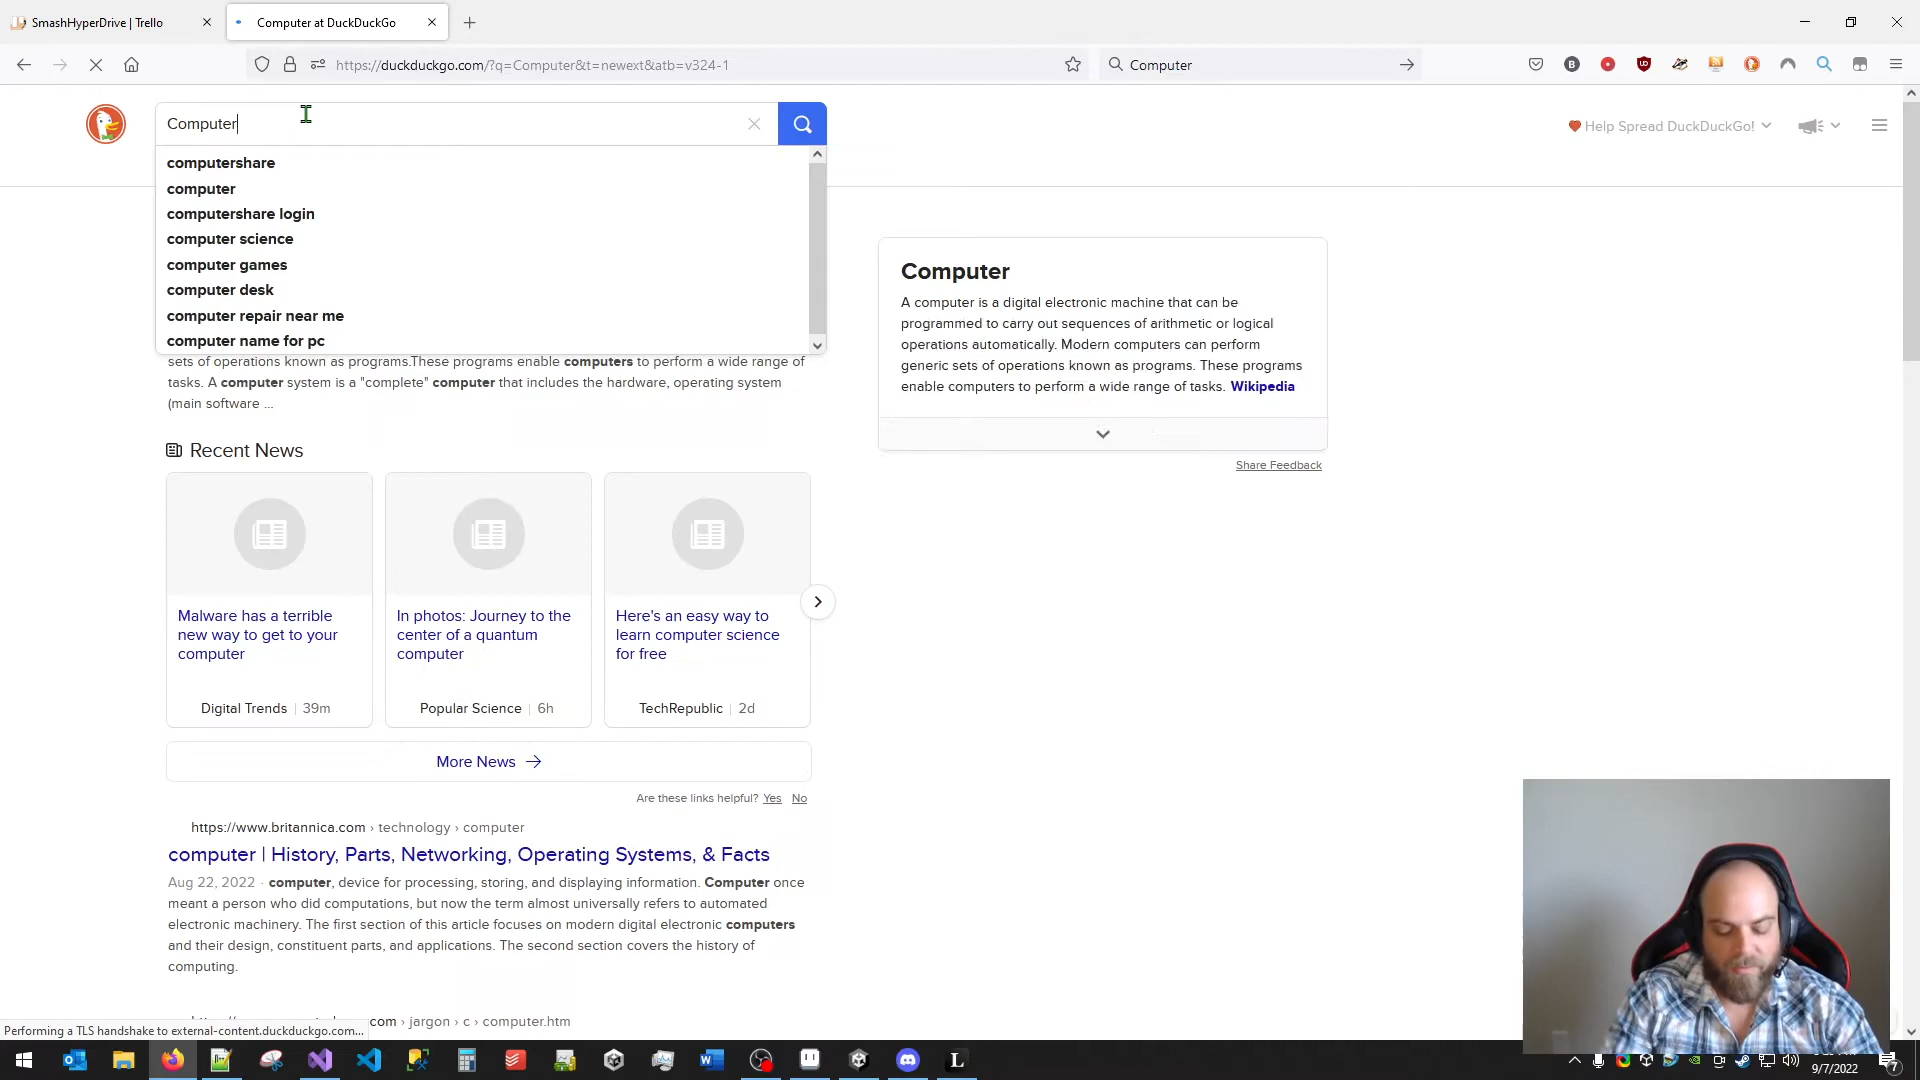 SmashHyperDrive | Trello
Computer at DuckDuckGo
https://duckduckgo.com/?q=Computer&t=newext&atb=v324-1
Computer
Computer
Help Spread DuckDuckGo!
computershare
computer
computershare login
computer science
computer games
computer desk
computer repair near me
computer name for pc
sets of operations known as programs.These programs enable computers to perform a wide range of
tasks. A computer system is a "complete" computer that includes the hardware, operating system
(main software ...
Computer
A computer is a digital electronic machine that can be
programmed to carry out sequences of arithmetic or logical
operations automatically. Modern computers can perform
generic sets of operations known as programs. These programs
enable computers to perform a wide range of tasks. Wikipedia
Share Feedback
Recent News
Malware has a terrible
new way to get to your
computer
Digital Trends | 39m
In photos: Journey to the
center of a quantum
computer
Popular Science | 6h
Here's an easy way to
learn computer science
for free
TechRepublic | 2d
More News
Are these links helpful? Yes No
https://www.britannica.com › technology › computer
computer | History, Parts, Networking, Operating Systems, & Facts
Aug 22, 2022 · computer, device for processing, storing, and displaying information. Computer once
meant a person who did computations, but now the term almost universally refers to automated
electronic machinery. The first section of this article focuses on modern digital electronic computers
and their design, constituent parts, and applications. The second section covers the history of
computing.
com › jargon › c › computer.htm
Performing a TLS handshake to external-content.duckduckgo.com...
9/7/2022
7